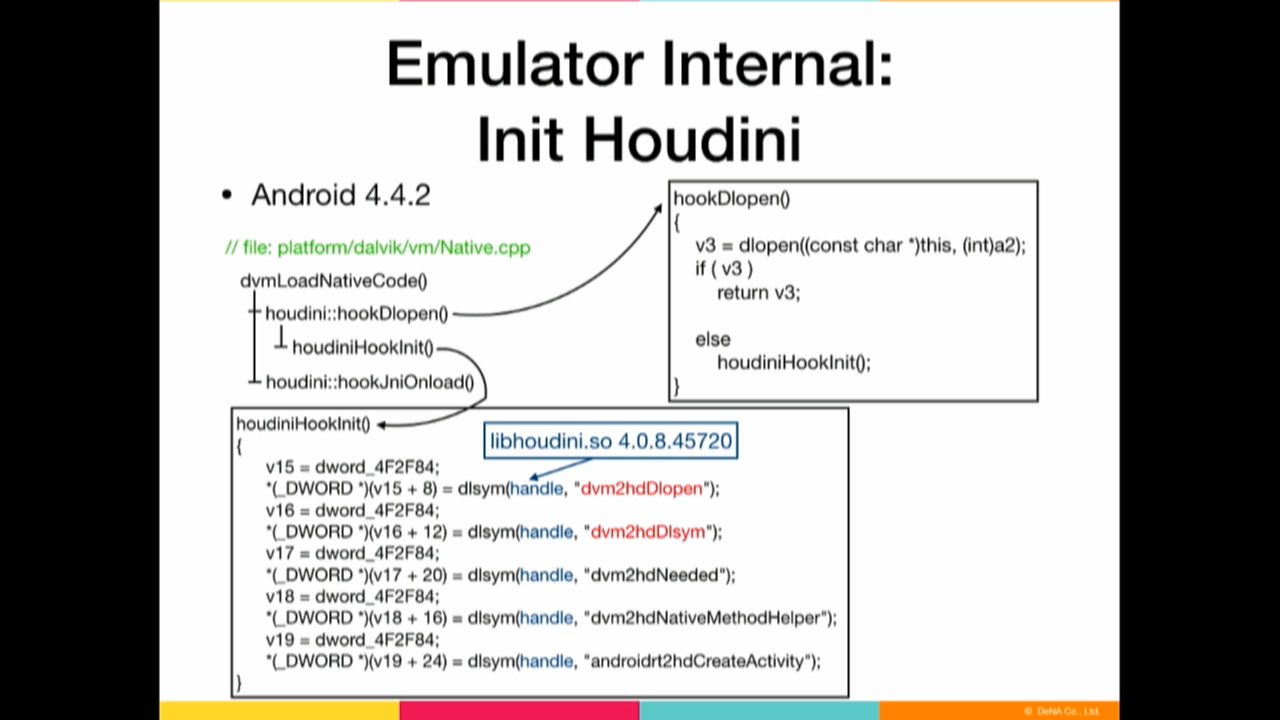 Emulator Internal:
Init Houdini
• Android 4.4.2
// file: platform/dalvik/vm/Native.cpp
dvmLoadNativeCode()
houdini::hookDlopen()
houdiniHookInit()
houdini::hookJniOnload()
hookDlopen()
{
v3 = dlopen((const char *)this, (int)a2);
if ( v3 )
return v3;
else
houdiniHookInit();
}
houdiniHookInit()
{
libhoudini.so 4.0.8.45720
v15 = dword_4F2F84;
*(_DWORD *)(v15 + 8) = dlsym(handle, "dvm2hdDlopen");
v16 = dword_4F2F84;
*(_DWORD *)(v16 + 12) = dlsym(handle, "dvm2hdDlsym");
v17 = dword_4F2F84;
*(_DWORD *)(v17 + 20) = dlsym(handle, "dvm2hdNeeded");
v18 = dword_4F2F84;
*(_DWORD *)(v18 + 16) = dlsym(handle, "dvm2hdNativeMethodHelper");
v19 = dword_4F2F84;
*(_DWORD *)(v19 + 24) = dlsym(handle, "androidrt2hdCreateActivity");
}
© DeNA Co., Ltd.